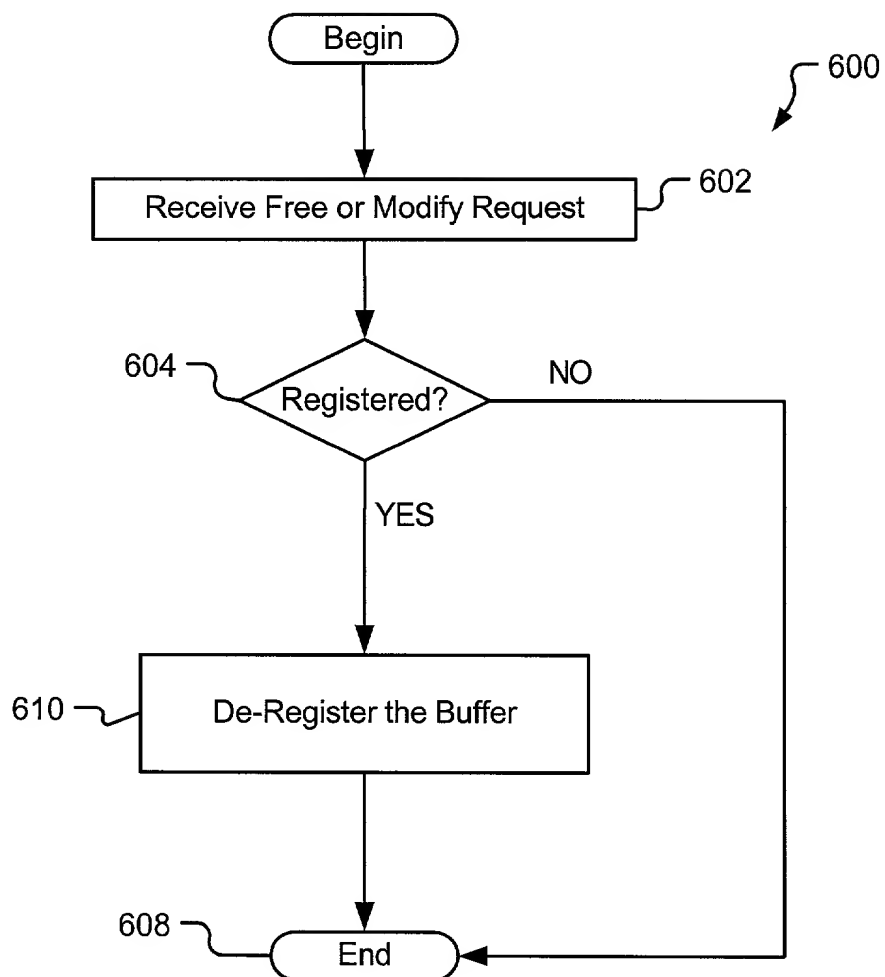 Begin
600
Receive Free or Modify Request
602
604
Registered?
NO
YES
610
De-Register the Buffer
608
End